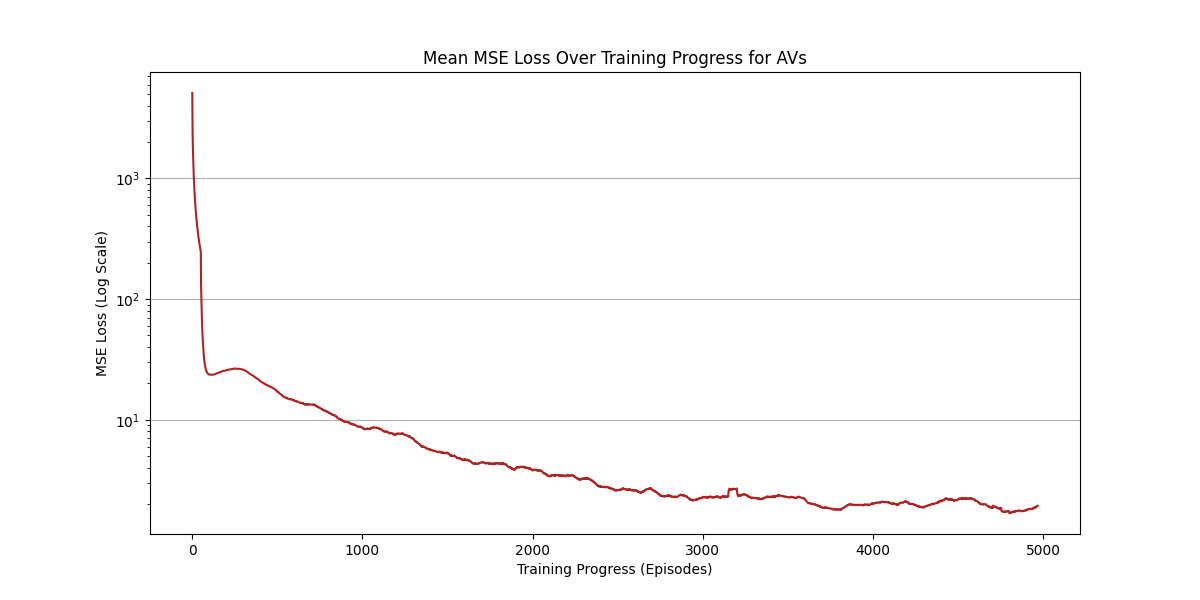 Mean MSE Loss Over Training Progress for AVs
MSE Loss (Log Scale)
10³
10²
10¹
0 1000 2000 3000 4000 5000
Training Progress (Episodes)